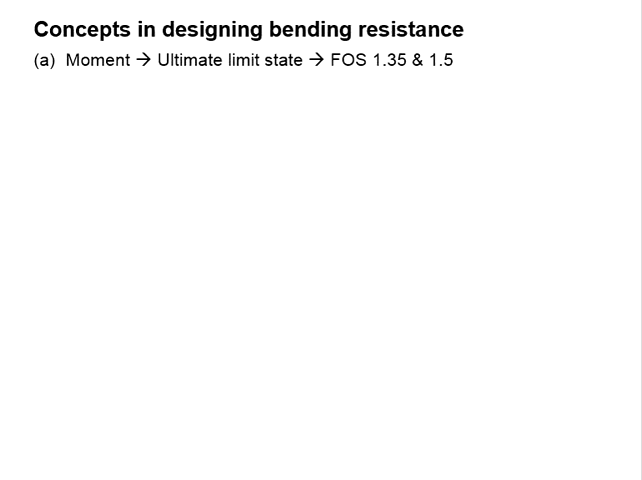 Concepts in designing bending resistance
(a) Moment → Ultimate limit state → FOS 1.35 & 1.5